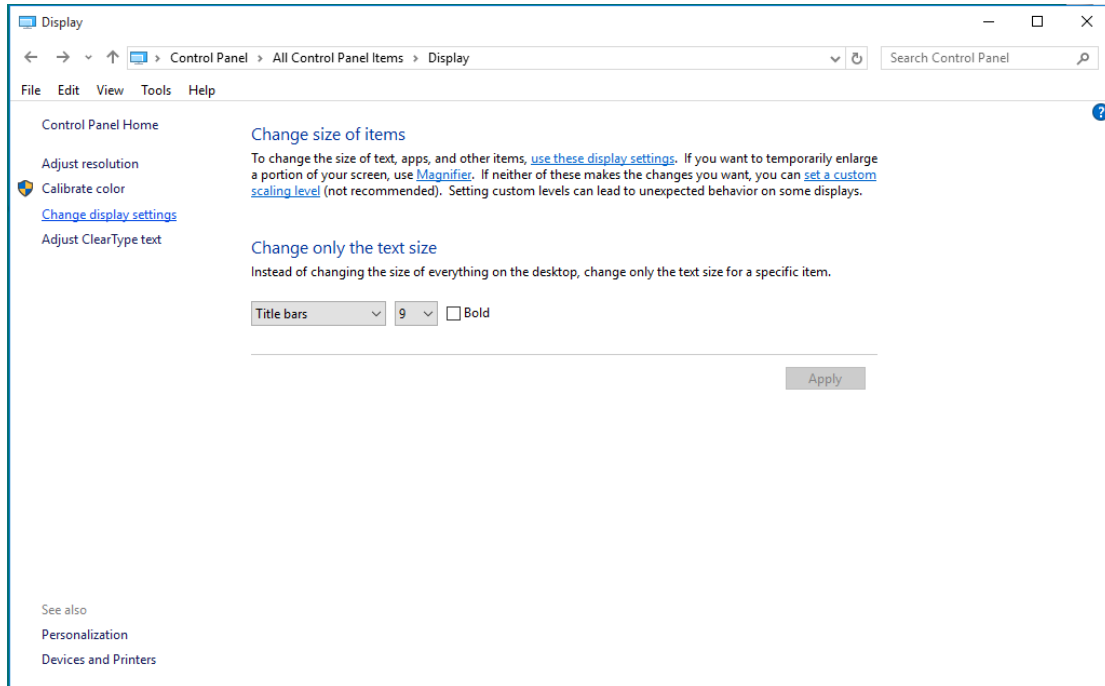 Display
Control Panel > All Control Panel Items > Display
Search Control Panel
File Edit View Tools Help
Control Panel Home
Adjust resolution
Calibrate color
Change display settings
Adjust ClearType text
Change size of items
To change the size of text, apps, and other items, use these display settings. If you want to temporarily enlarge
a portion of your screen, use Magnifier. If neither of these makes the changes you want, you can set a custom
scaling level (not recommended). Setting custom levels can lead to unexpected behavior on some displays.
Change only the text size
Instead of changing the size of everything on the desktop, change only the text size for a specific item.
Title bars 9 Bold
Apply
See also
Personalization
Devices and Printers